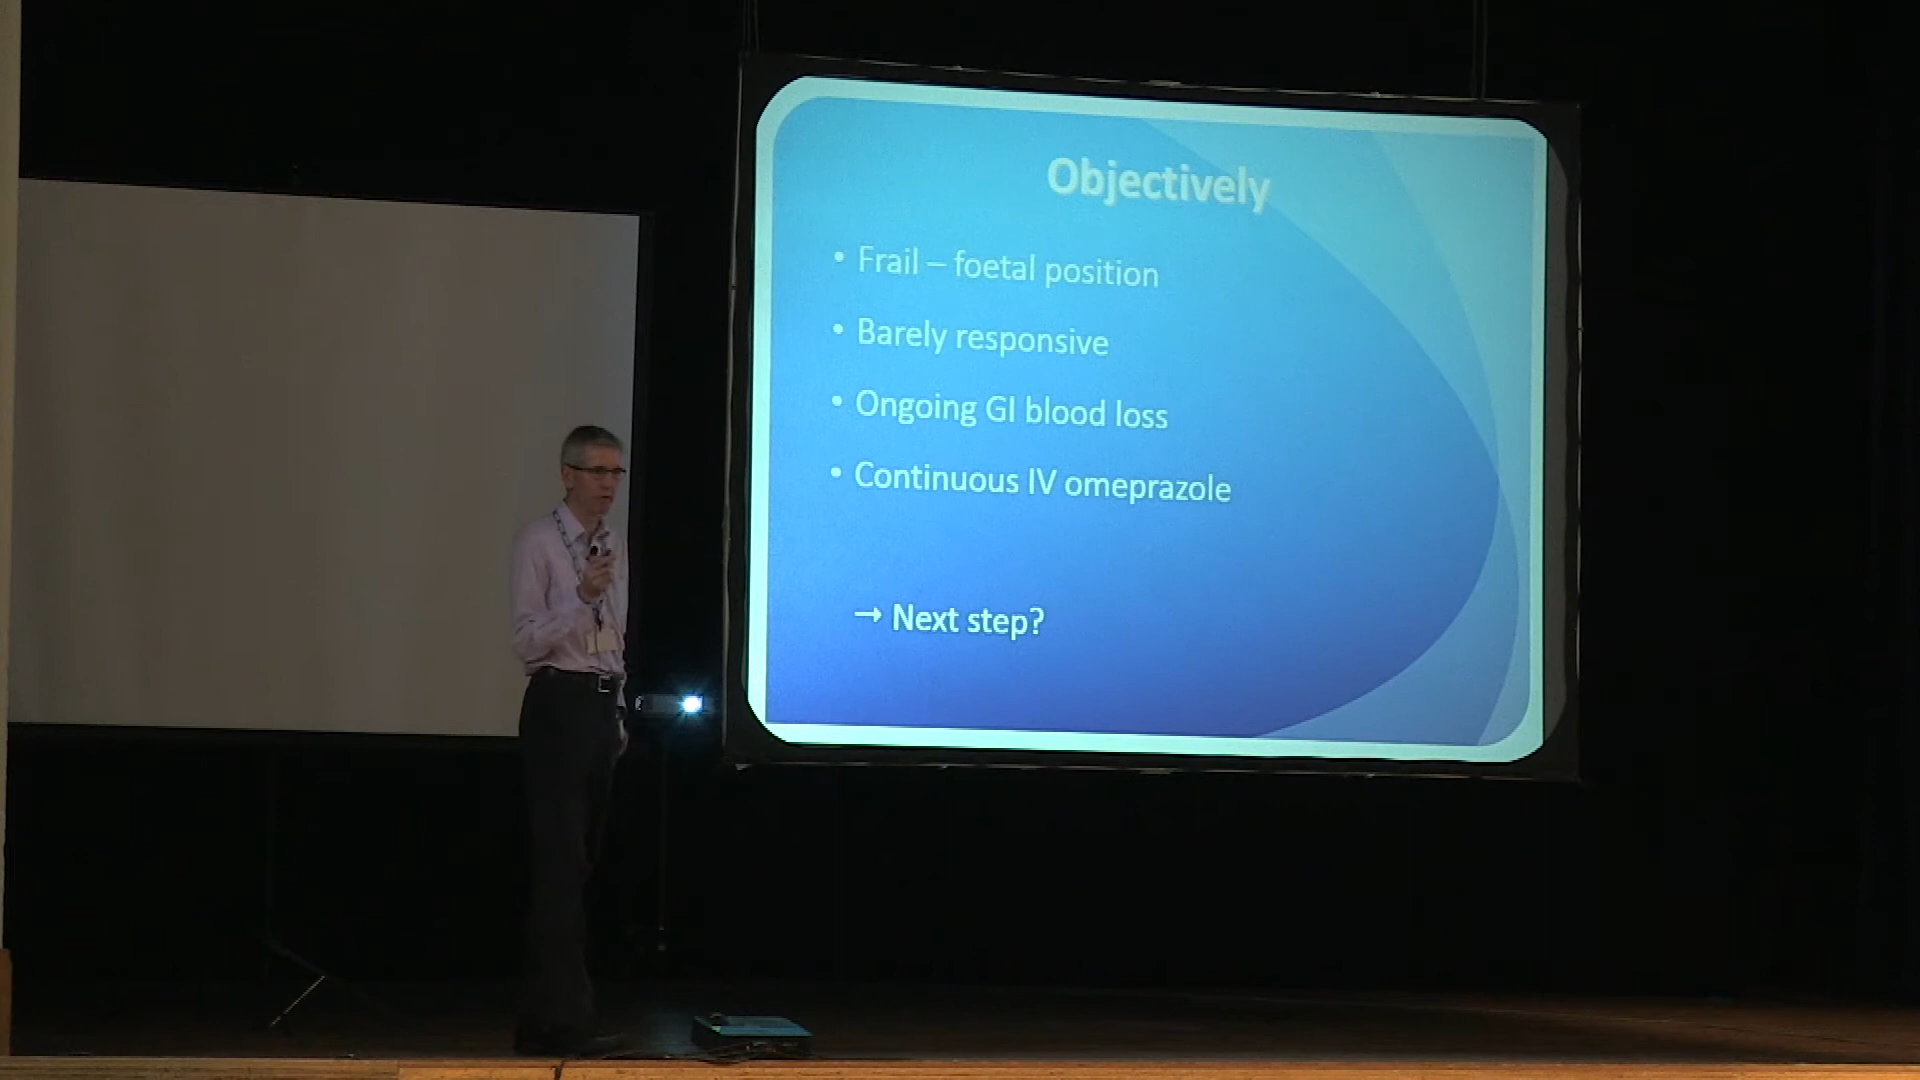 Objectively
• Frail – foetal position
• Barely responsive
• Ongoing GI blood loss
• Continuous IV omeprazole
→ Next step?